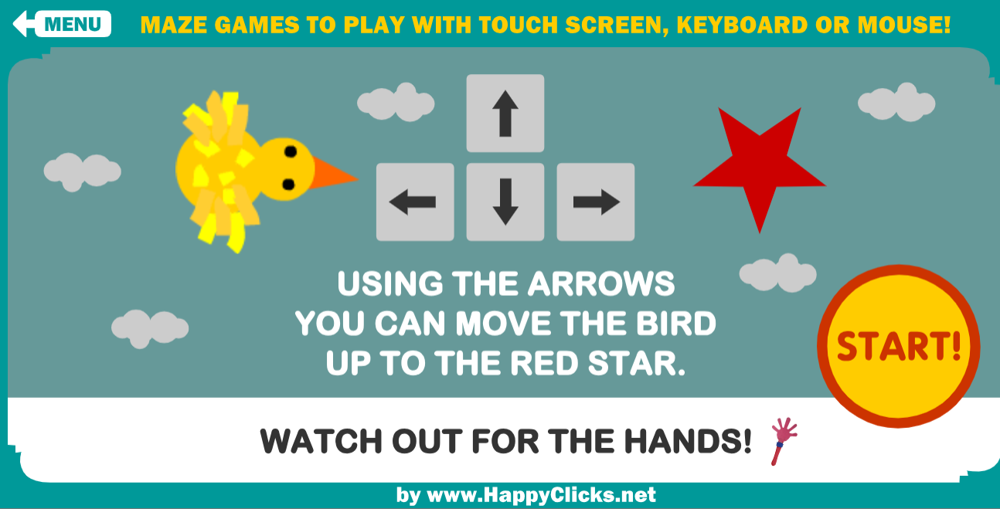 MENU
MAZE GAMES TO PLAY WITH TOUCH SCREEN, KEYBOARD OR MOUSE!
USING THE ARROWS
YOU CAN MOVE THE BIRD
UP TO THE RED STAR.
START!
WATCH OUT FOR THE HANDS!
by www.HappyClicks.net